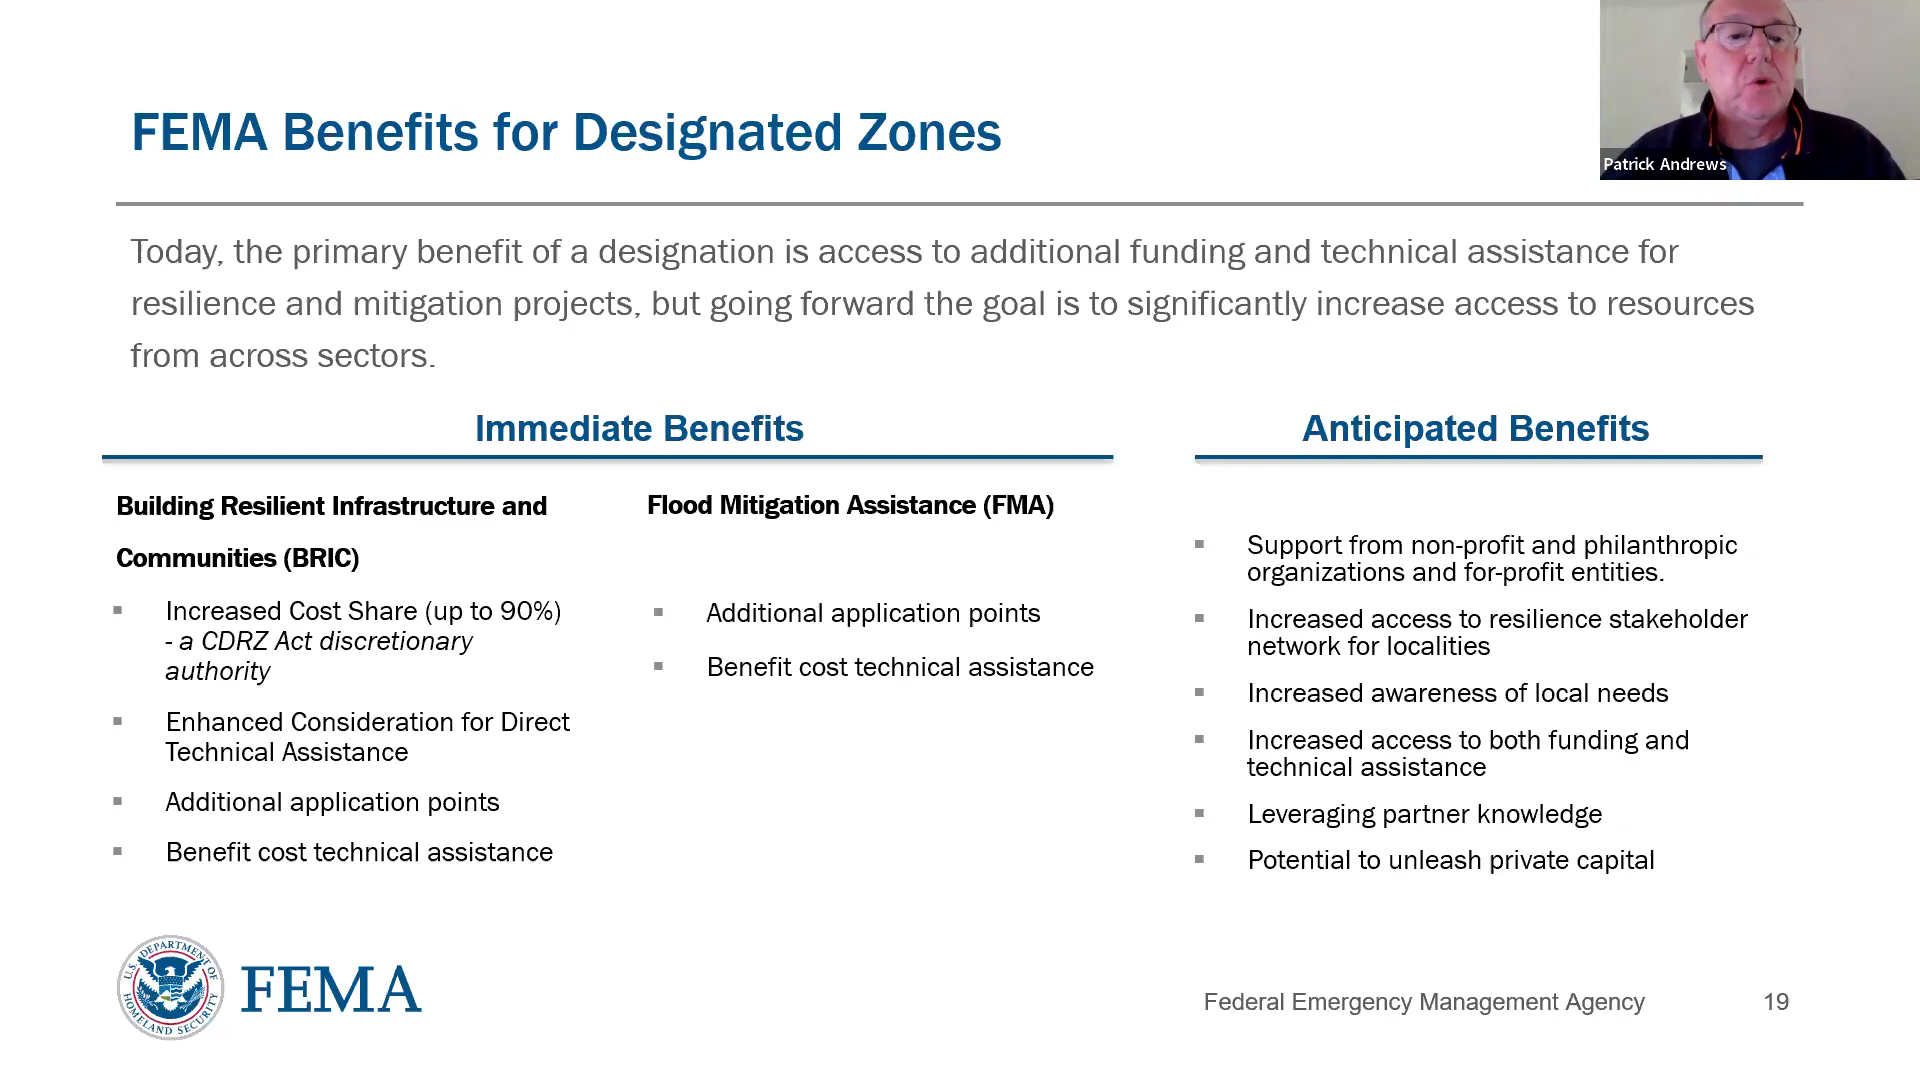 Patrick Andrews
FEMA Benefits for Designated Zones
Today, the primary benefit of a designation is access to additional funding and technical assistance for
resilience and mitigation projects, but going forward the goal is to significantly increase access to resources
from across sectors.
Immediate Benefits
Building Resilient Infrastructure and
Communities (BRIC)
Increased Cost Share (up to 90%)
- a CDRZ Act discretionary
authority
Enhanced Consideration for Direct
Technical Assistance
Additional application points
Benefit cost technical assistance
Flood Mitigation Assistance (FMA)
Additional application points
Benefit cost technical assistance
Anticipated Benefits
Support from non-profit and philanthropic
organizations and for-profit entities.
Increased access to resilience stakeholder
network for localities
Increased awareness of local needs
Increased access to both funding and
technical assistance
Leveraging partner knowledge
Potential to unleash private capital
U.S. DEPARTMENT OF
HOMELAND SECURITY
FEMA
Federal Emergency Management Agency
19